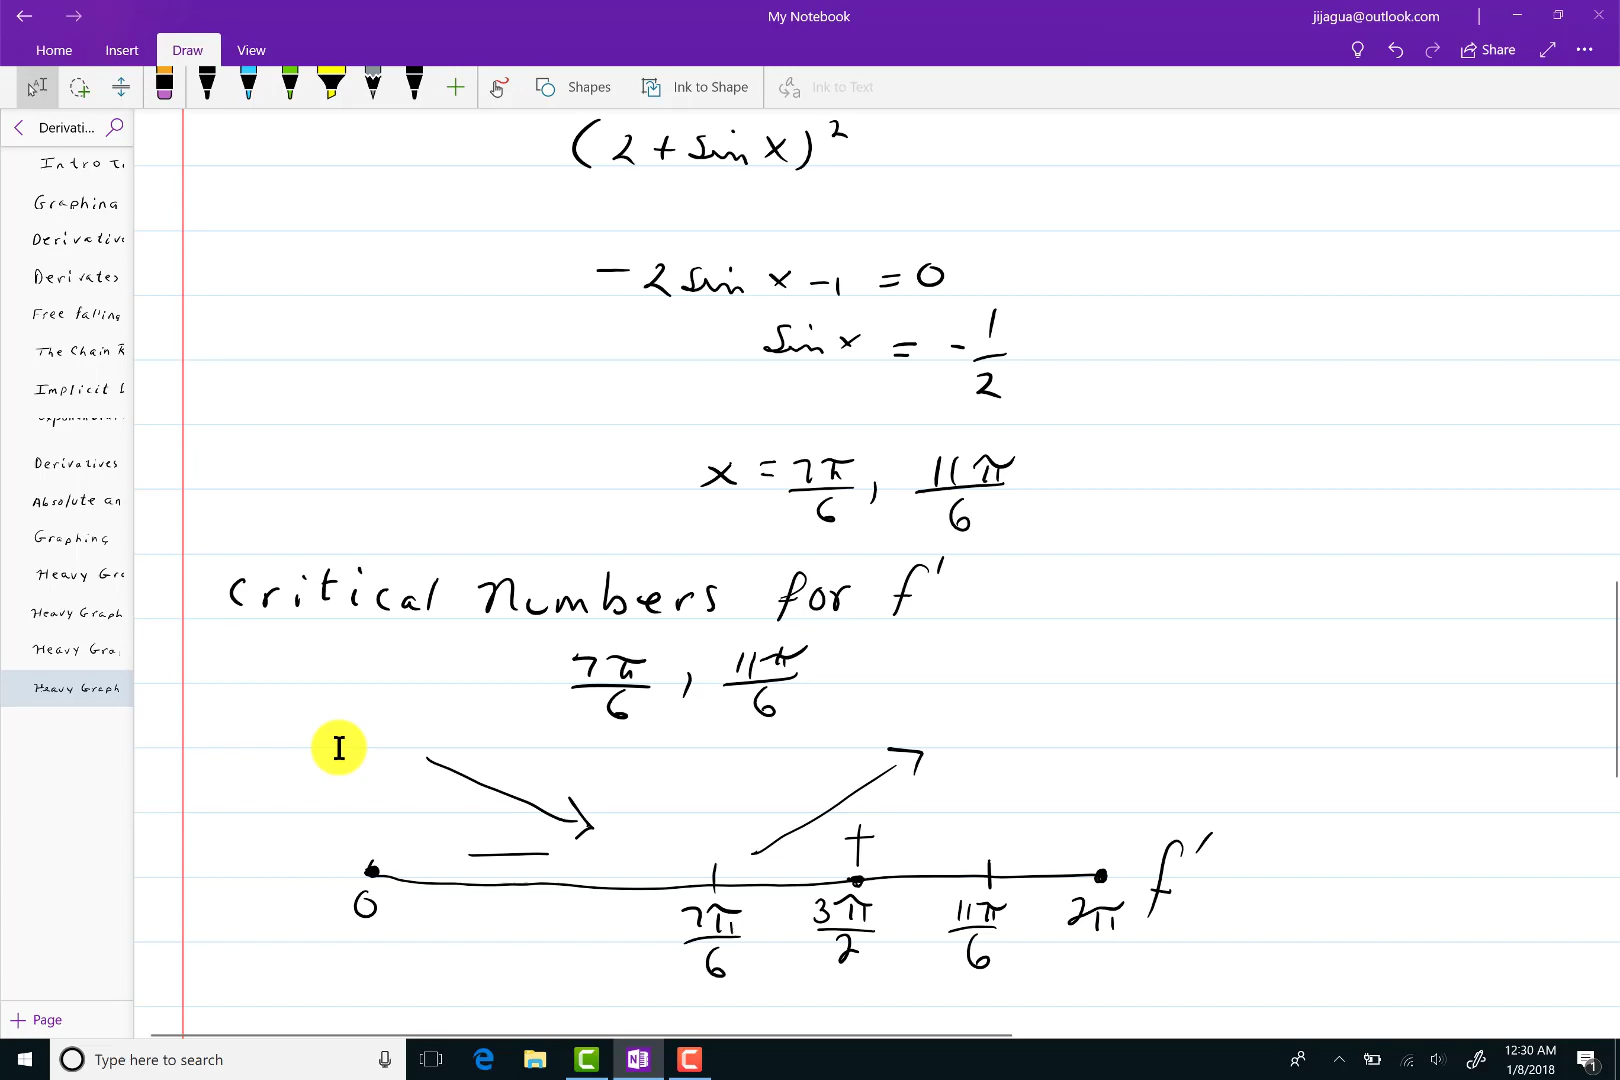 My Notebook
jijagua@outlook.com
Home Insert Draw View
Share
Shapes Ink to Shape Ink to Text
Derivati...
Intro T
Graphing
Derivative
Derivates
Free falling
The Chain R
Implicit D
Derivatives
Absolute an
Graphing
Heavy Gra
Heavy Graph
Heavy Gra
Heavy Graph
+ Page
(2 + sin x)²
- 2 sin x - 1 = 0
sin x = - 1/2
x = 7π/6, 11π/6
Critical Numbers for f'
7π/6, 11π/6
— +
0 7π/6 3π/2 11π/6 2π f'
Type here to search
12:30 AM
1/8/2018
1